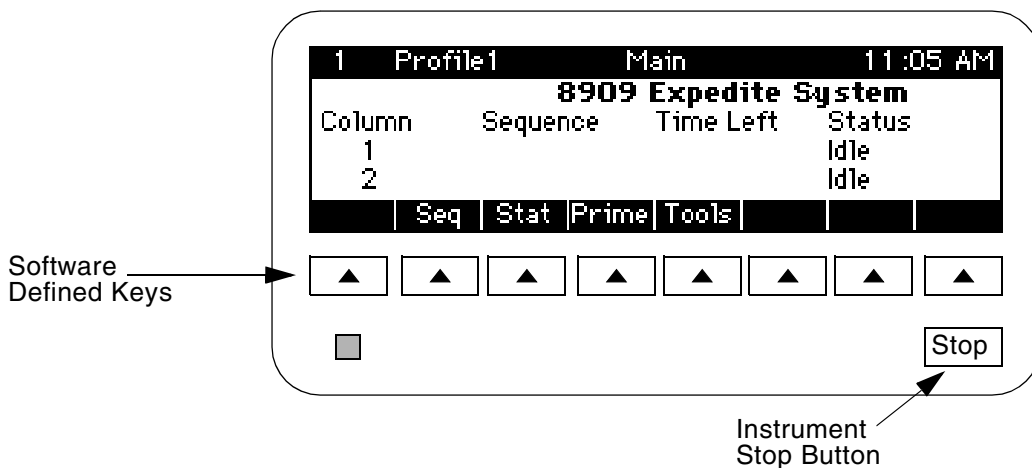 1 Profile1 Main 11:05 AM
8909 Expedite System
Column Sequence Time Left Status
1 Idle
2 Idle
Seq Stat Prime Tools
Software
Defined Keys
Stop
Instrument
Stop Button